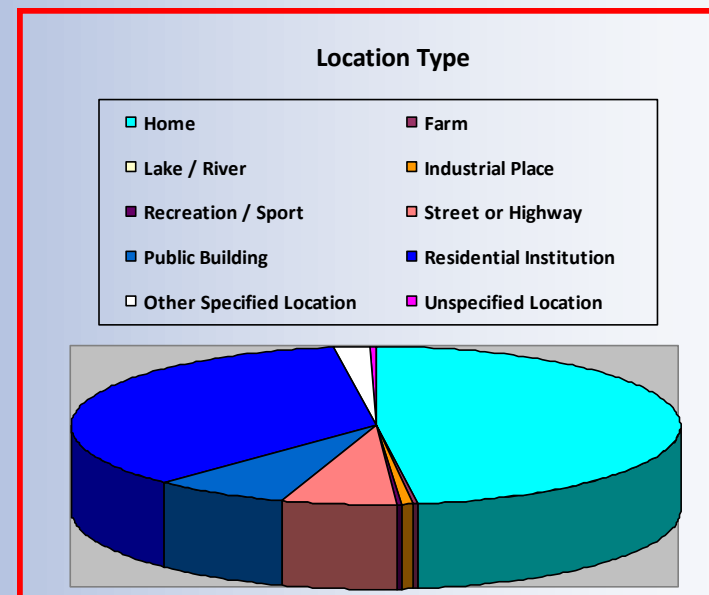 Location Type
Home
Farm
Lake / River
Industrial Place
Recreation / Sport
Street or Highway
Public Building
Residential Institution
Other Specified Location
Unspecified Location